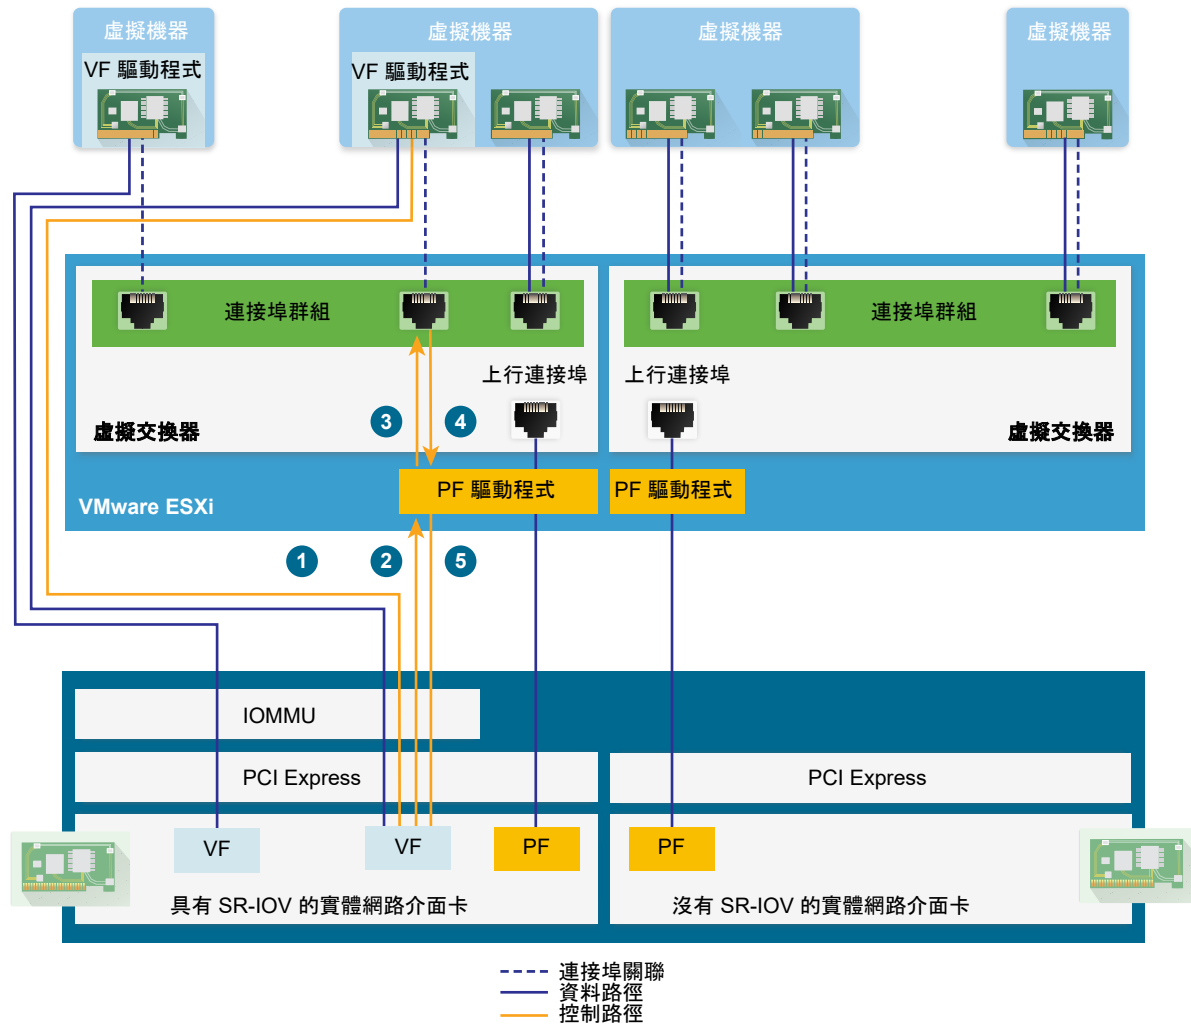 虛擬機器
虛擬機器
虛擬機器
虛擬機器
VF 驅動程式
VF 驅動程式
連接埠群組
連接埠群組
上行連接埠
上行連接埠
3
4
虛擬交換器
虛擬交換器
PF 驅動程式
PF 驅動程式
VMware ESXi
1
2
5
IOMMU
PCI Express
PCI Express
VF
VF
PF
PF
具有 SR-IOV 的實體網路介面卡
沒有 SR-IOV 的實體網路介面卡
連接埠關聯
資料路徑
控制路徑